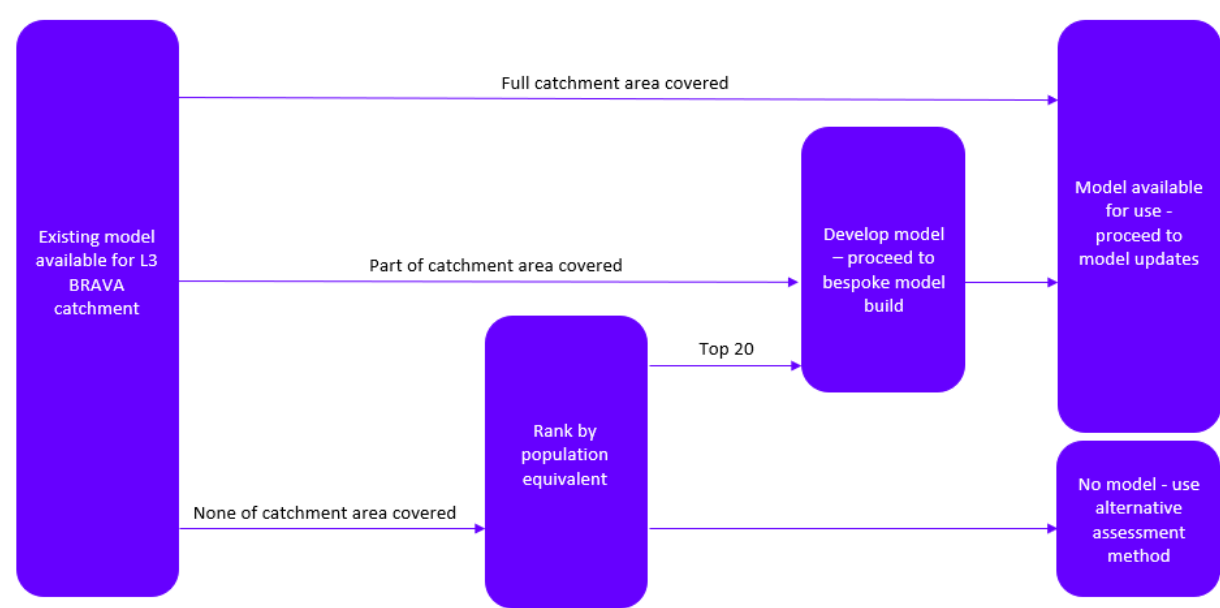 Full catchment area covered
Existing model
available for L3
BRAVA
catchment
Part of catchment area covered
Develop model
– proceed to
bespoke model
build
Model available
for use -
proceed to
model updates
Top 20
Rank by
population
equivalent
None of catchment area covered
No model - use
alternative
assessment
method